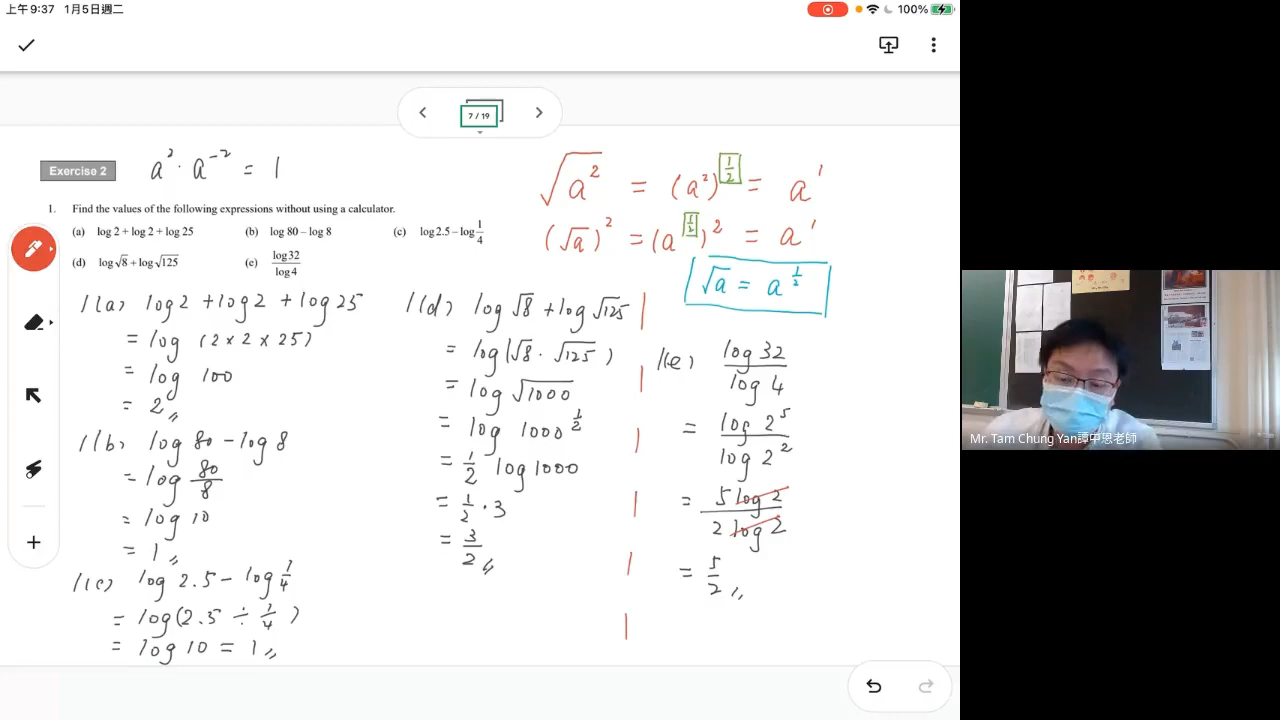 上午 9:37 1月5日週二
100%
7 / 19
Exercise 2
a² · a⁻² = 1
1. Find the values of the following expressions without using a calculator.
(a) log 2 + log 2 + log 25 (b) log 80 – log 8 (c) log 2.5 – log 1/4
(d) log √8 + log √125 (e) log 32 / log 4
√a² = (a²)^1/2 = a¹
(√a)² = (a^1/2)² = a¹
√a = a^1/2
1(a) log 2 + log 2 + log 25
= log (2 × 2 × 25)
= log 100
= 2
1(b) log 80 – log 8
= log 80/8
= log 10
= 1
1(c) log 2.5 – log 1/4
= log (2.5 ÷ 1/4)
= log 10 = 1
1(d) log √8 + log √125
= log (√8 · √125)
= log √1000
= log 1000^1/2
= 1/2 log 1000
= 1/2 · 3
= 3/2
1(e) log 32 / log 4
= log 2⁵ / log 2²
= 5 log 2 / 2 log 2
= 5/2
Mr. Tam Chung Yan譚中恩老師